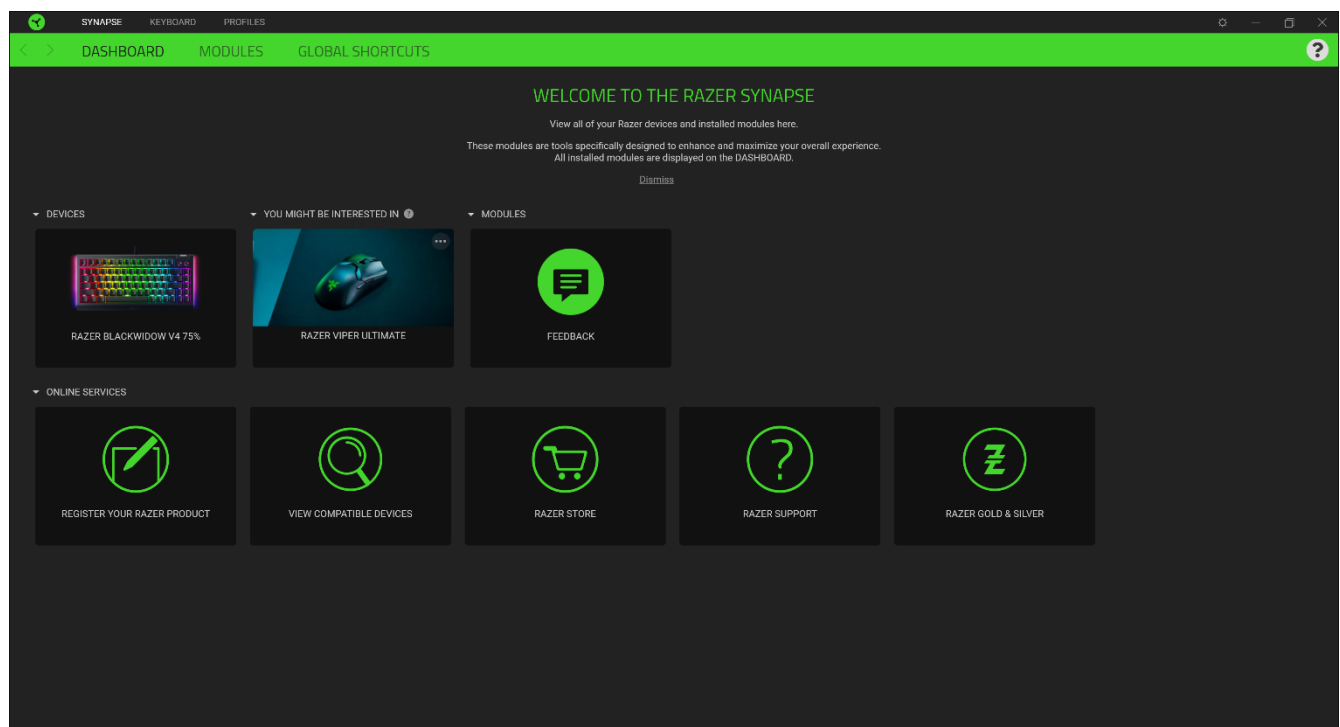 SYNAPSE KEYBOARD PROFILES
DASHBOARD MODULES GLOBAL SHORTCUTS ?
WELCOME TO THE RAZER SYNAPSE
View all of your Razer devices and installed modules here.
These modules are tools specifically designed to enhance and maximize your overall experience.
All installed modules are displayed on the DASHBOARD.
Dismiss
DEVICES YOU MIGHT BE INTERESTED IN ? MODULES
RAZER BLACKWIDOW V4 75% RAZER VIPER ULTIMATE FEEDBACK
ONLINE SERVICES
REGISTER YOUR RAZER PRODUCT VIEW COMPATIBLE DEVICES RAZER STORE RAZER SUPPORT RAZER GOLD & SILVER